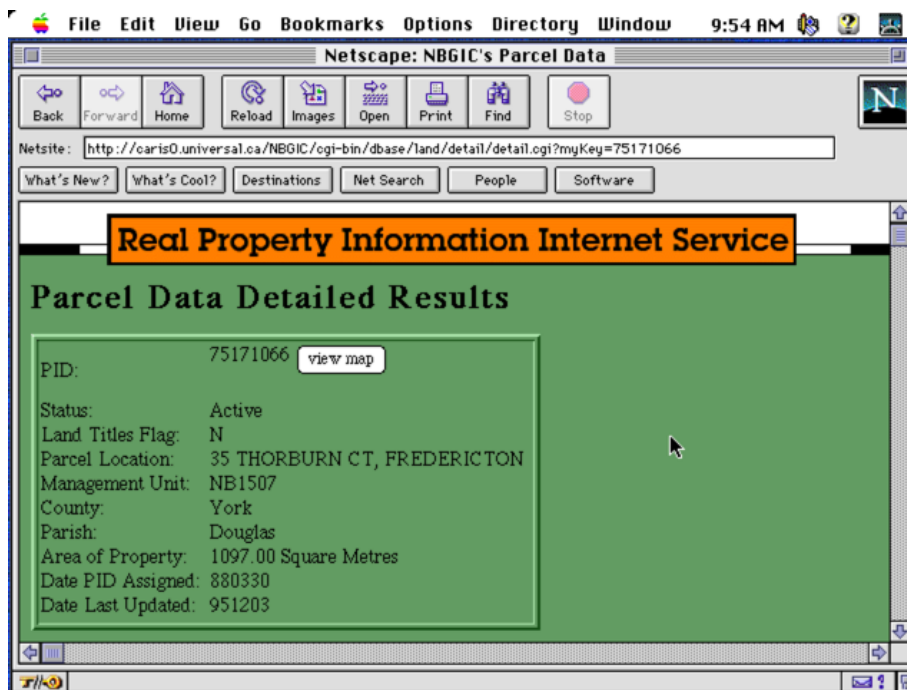 File Edit View Go Bookmarks Options Directory Window 9:54 AM
Netscape: NBGIC's Parcel Data
Back Forward Home Reload Images Open Print Find Stop
N
Netsite: http://caris0.universal.ca/NBGIC/cgi-bin/dbase/land/detail/detail.cgi?myKey=75171066
What's New? What's Cool? Destinations Net Search People Software
Real Property Information Internet Service
Parcel Data Detailed Results
PID: 75171066 view map
Status: Active
Land Titles Flag: N
Parcel Location: 35 THORBURN CT, FREDERICTON
Management Unit: NB1507
County: York
Parish: Douglas
Area of Property: 1097.00 Square Metres
Date PID Assigned: 880330
Date Last Updated: 951203